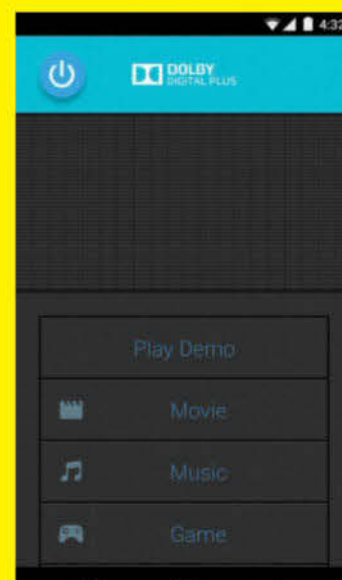 4:32
DOLBY
DIGITAL PLUS
Play Demo
Movie
Music
Game